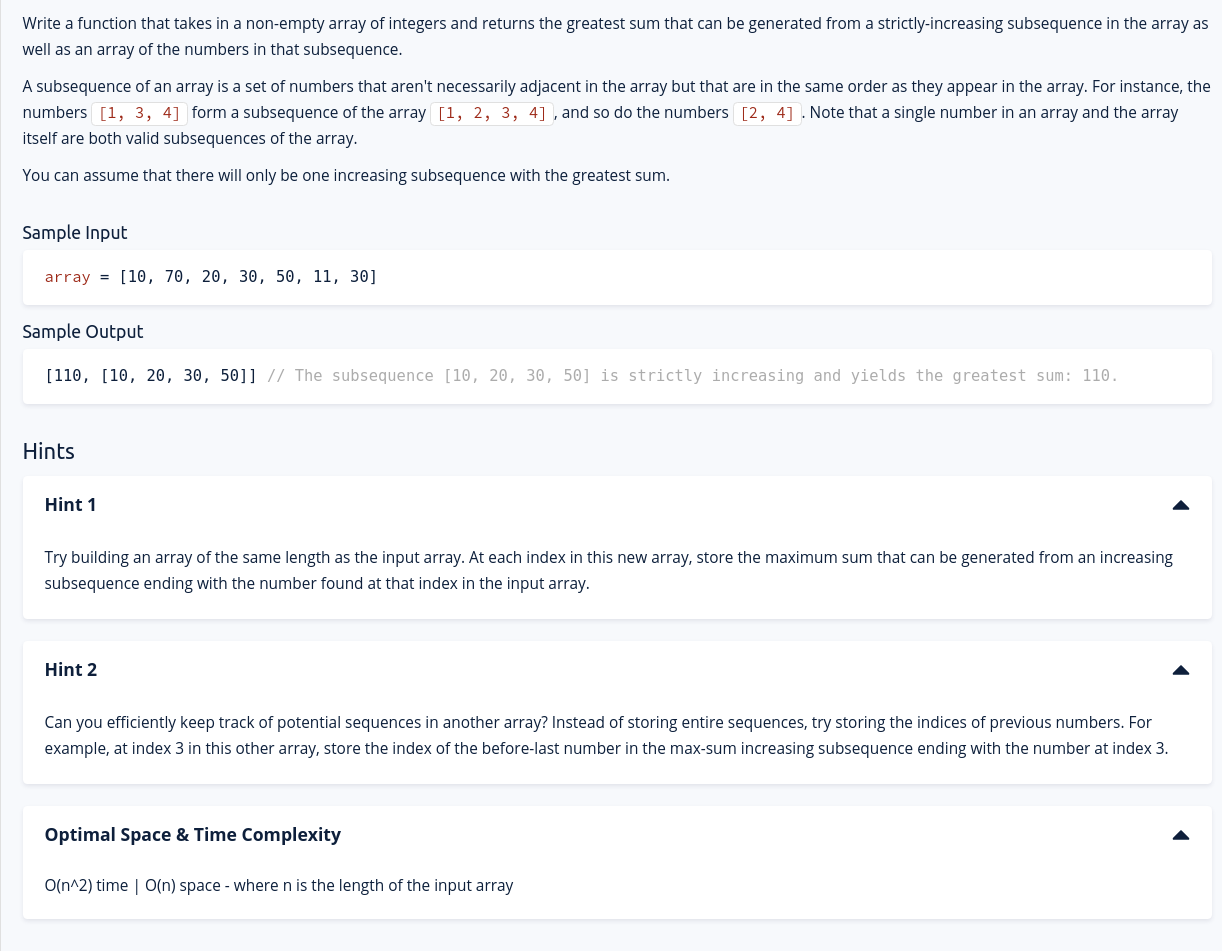 Write a function that takes in a non-empty array of integers and returns the greatest sum that can be generated from a strictly-increasing subsequence in the array as
well as an array of the numbers in that subsequence.
A subsequence of an array is a set of numbers that aren't necessarily adjacent in the array but that are in the same order as they appear in the array. For instance, the
numbers [1, 3, 4] form a subsequence of the array [1, 2, 3, 4], and so do the numbers [2, 4]. Note that a single number in an array and the array
itself are both valid subsequences of the array.
You can assume that there will only be one increasing subsequence with the greatest sum.
Sample Input
array = [10, 70, 20, 30, 50, 11, 30]
Sample Output
[110, [10, 20, 30, 50]] // The subsequence [10, 20, 30, 50] is strictly increasing and yields the greatest sum: 110.
Hints
Hint 1
Try building an array of the same length as the input array. At each index in this new array, store the maximum sum that can be generated from an increasing
subsequence ending with the number found at that index in the input array.
Hint 2
Can you efficiently keep track of potential sequences in another array? Instead of storing entire sequences, try storing the indices of previous numbers. For
example, at index 3 in this other array, store the index of the before-last number in the max-sum increasing subsequence ending with the number at index 3.
Optimal Space & Time Complexity
O(n^2) time | O(n) space - where n is the length of the input array